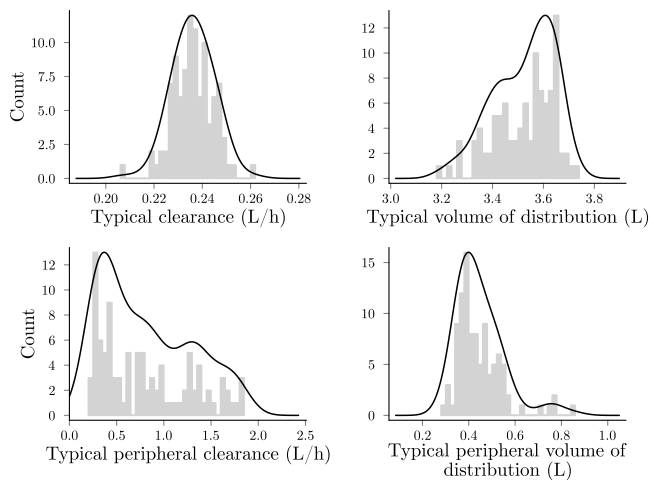 10.0
7.5
5.0
2.5
0.0
Count
0.20 0.22 0.24 0.26 0.28
Typical clearance (L/h)
12
10
8
6
4
2
0
3.0 3.2 3.4 3.6 3.8
Typical volume of distribution (L)
12
10
8
6
4
2
0
Count
0.0 0.5 1.0 1.5 2.0 2.5
Typical peripheral clearance (L/h)
15
10
5
0
0.2 0.4 0.6 0.8 1.0
Typical peripheral volume of
distribution (L)